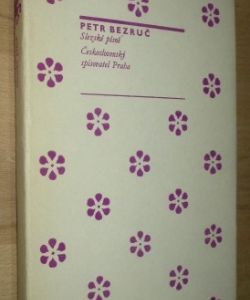 PETR BEZRUČ
Slezské písně
Československý
spisovatel Praha